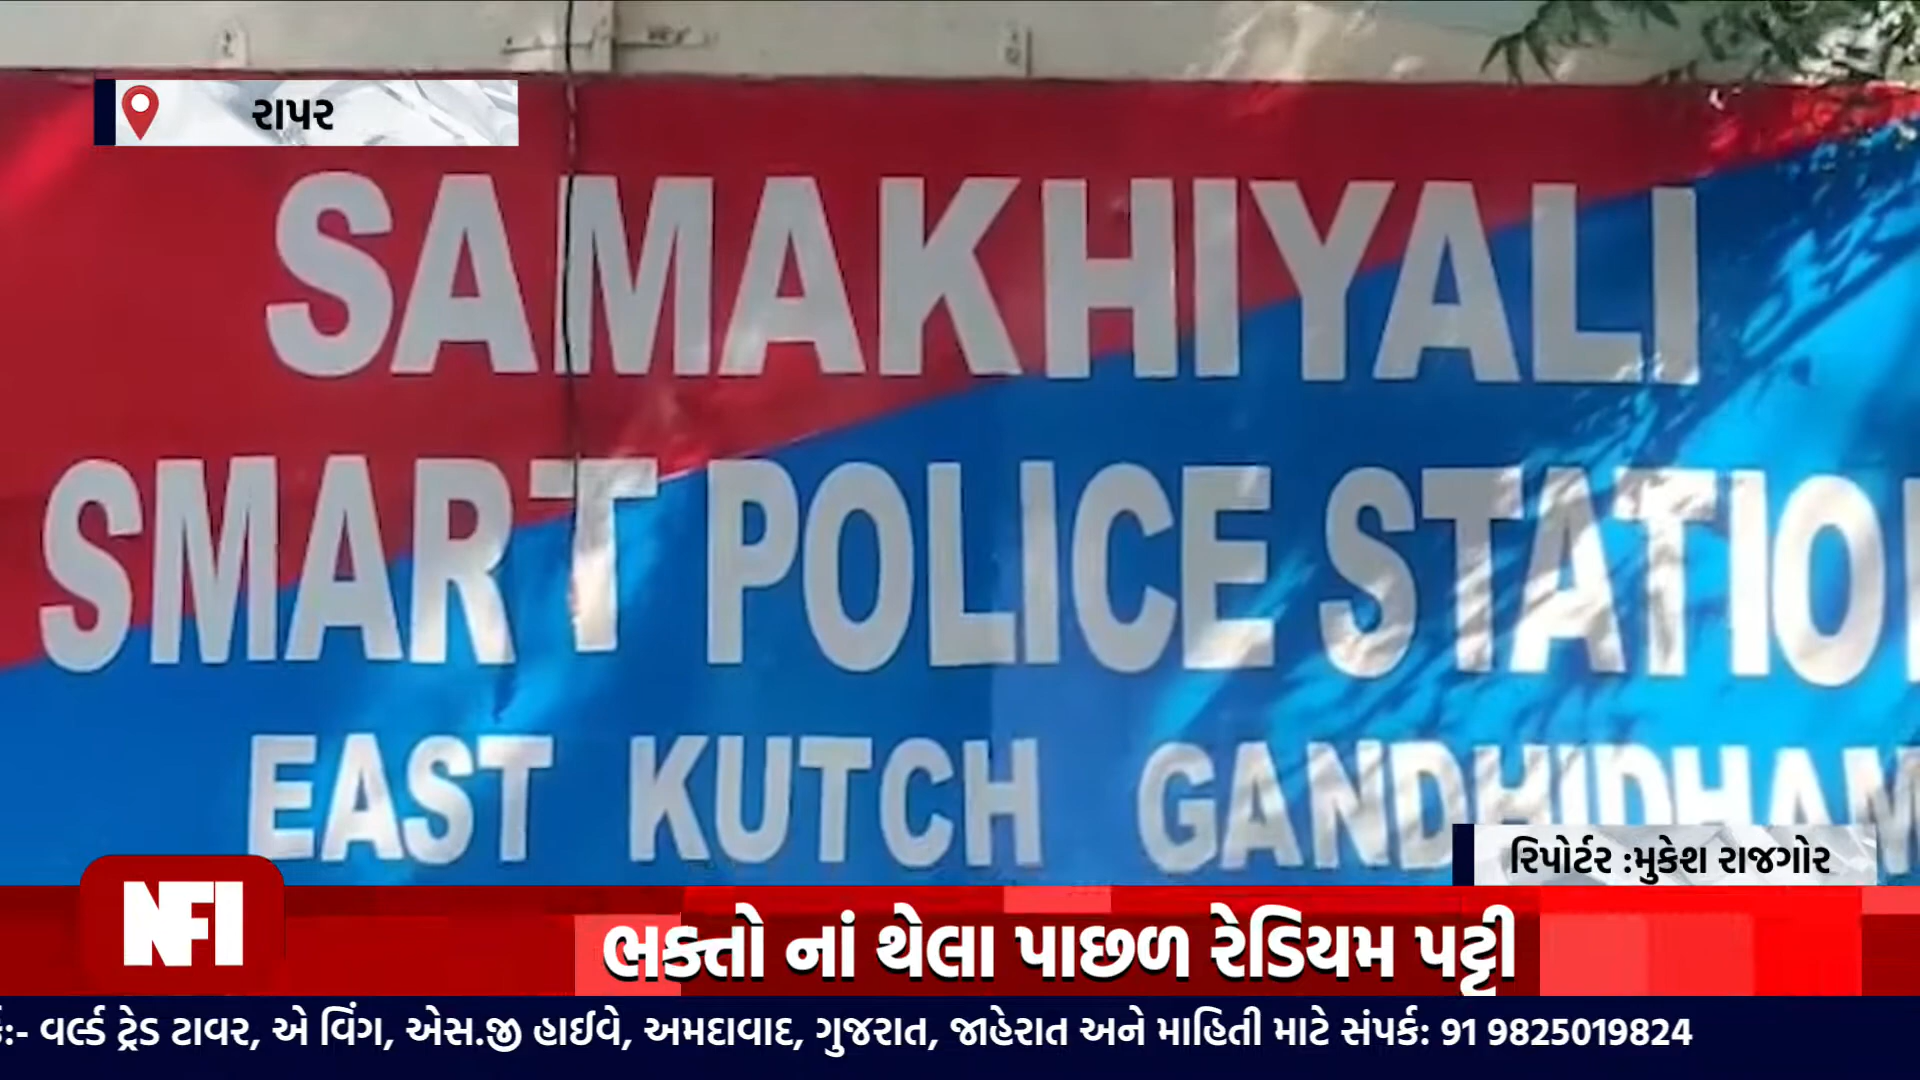 રાપર
SAMAKHIYALI
SMART POLICE STATIO
EAST KUTCH GANDHIDHAM
રિપોર્ટર :મુકેશ રાજગોર
NFI
ભક્તો નાં થેલા પાછળ રેડિયમ પટ્ટી
:- વર્લ્ડ ટ્રેડ ટાવર, એ વિંગ, એસ.જી હાઈવે, અમદાવાદ, ગુજરાત, જાહેરાત અને માહિતી માટે સંપર્ક: 91 9825019824